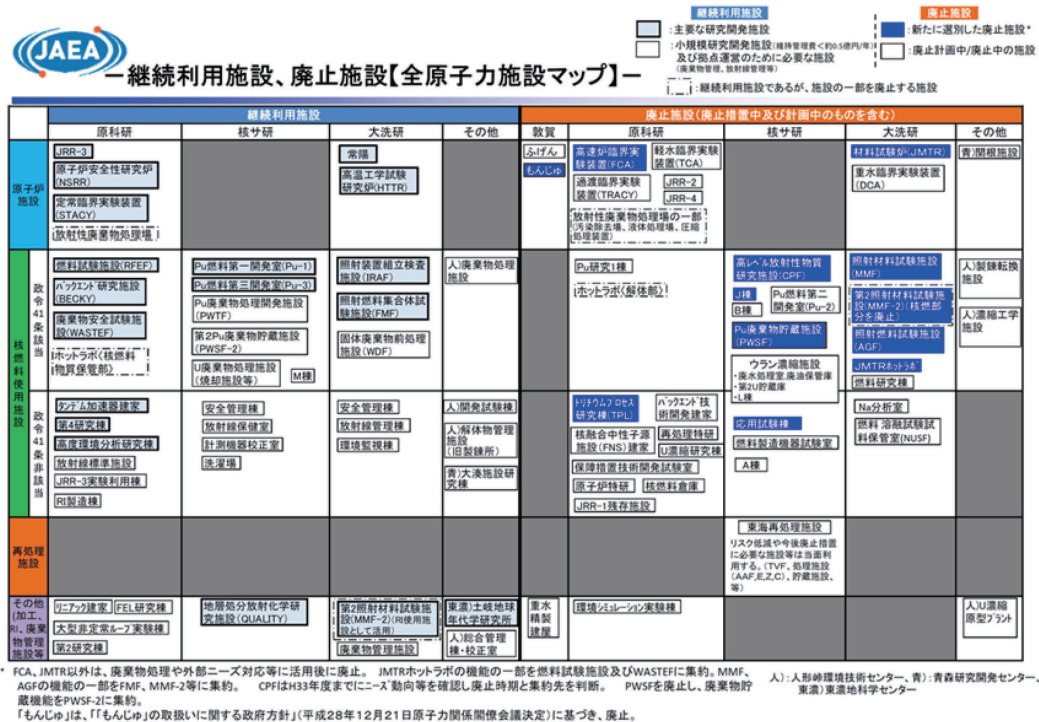 継続利用施設
:主要な研究開発施設
:小規模研究開発施設(維持管理費<約0.5億円/年)
及び拠点運営のために必要な施設
(廃棄物管理、放射線管理等)
廃止施設
:新たに選別した廃止施設*
:廃止計画中/廃止中の施設
:継続利用施設であるが、施設の一部を廃止する施設
JAEA
ー継続利用施設、廃止施設【全原子力施設マップ】ー
継続利用施設
廃止施設(廃止措置中及び計画中のものを含む)
原科研
核サ研
大洗研
その他
敦賀
原科研
核サ研
大洗研
その他
原子炉
施設
JRR-3
原子炉安全性研究炉
(NSRR)
定常臨界実験装置
(STACY)
放射性廃棄物処理場
常陽
高温工学試験
研究炉(HTTR)
ふげん
もんじゅ
高速炉臨界実
験装置(FCA)
軽水臨界実験
装置(TCA)
過渡臨界実験
装置(TRACY)
JRR-2
JRR-4
放射性廃棄物処理場の一部
(汚染除去場、液体処理場、圧縮
処理装置)
材料試験炉(JMTR)
重水臨界実験装置
(DCA)
青)関根施設
核燃料使用施設
政令41条該当
燃料試験施設(RFEF)
バックエンド研究施設
(BECKY)
廃棄物安全試験施
設(WASTEF)
ホットラボ(核燃料
物質保管部)
Pu燃料第一開発室(Pu-1)
Pu燃料第三開発室(Pu-3)
Pu廃棄物処理開発施設
(PWTF)
第2Pu廃棄物貯蔵施設
(PWSF-2)
U廃棄物処理施設
(焼却施設等)
M棟
照射装置組立検査
施設(IRAF)
照射燃料集合体試
験施設(FMF)
固体廃棄物前処理
施設(WDF)
人)廃棄物処理
施設
Pu研究1棟
ホットラボ(解体部)
高レベル放射性物質
研究施設(CPF)
J棟
B棟
Pu燃料第二
開発室(Pu-2)
Pu廃棄物貯蔵施設
(PWSF)
ウラン濃縮施設
・廃水処理室,廃油保管庫
・第2U貯蔵庫
・L棟
照射材料試験施設
(MMF)
第2照射材料試験施
設(MMF-2)(核燃部
分を廃止)
照射燃料試験施設
(AGF)
JMTRホットラボ
燃料研究棟
人)製錬転換
施設
人)濃縮工学
施設
政令41条非該当
タンデム加速器建家
第4研究棟
高度環境分析研究棟
放射線標準施設
JRR-3実験利用棟
RI製造棟
安全管理棟
放射線保健室
計測機器校正室
洗濯場
安全管理棟
放射線管理棟
環境監視棟
人)開発試験棟
人)解体物管理
施設
(旧製錬所)
青)大湊施設研
究棟
トリチウムプロセス
研究棟(TPL)
バックエンド技
術開発建家
核融合中性子源
施設(FNS)建家
再処理特研
U濃縮研究棟
保障措置技術開発試験室
原子炉特研
核燃料倉庫
JRR-1残存施設
応用試験棟
燃料製造機器試験室
A棟
Na分析室
燃料溶融試験試
料保管室(NUSF)
再処理
施設
東海再処理施設
リスク低減や今後廃止措置
に必要な施設等は当面利
用する。(TVF、処理施設
(AAF,E,Z,C)、貯蔵施設、
等)
その他
(加工、
RI、廃棄
物管理
施設等)
リニアック建家
FEL研究棟
大型非定常ループ実験棟
第2研究棟
地層処分放射化学研
究施設(QUALITY)
第2照射材料試験施
設(MMF-2)(RI使用施
設として活用)
廃棄物管理施設
東濃)土岐地球
年代学研究所
人)総合管理
棟・校正室
重水
精製
建屋
環境シミュレーション実験棟
人)U濃縮
原型プラント
* FCA、JMTR以外は、廃棄物処理や外部ニーズ対応等に活用後に廃止。 JMTRホットラボの機能の一部を燃料試験施設及びWASTEFに集約。MMF、
AGFの機能の一部をFMF、MMF-2等に集約。 CPFはH33年度までにニーズ動向等を確認し廃止時期と集約先を判断。 PWSFを廃止し、廃棄物貯
蔵機能をPWSF-2に集約。
「もんじゅ」は、「「もんじゅ」の取扱いに関する政府方針」(平成28年12月21日原子力関係閣僚会議決定)に基づき、廃止。
人):人形峠環境技術センター、青):青森研究開発センター、
東濃)東濃地科学センター